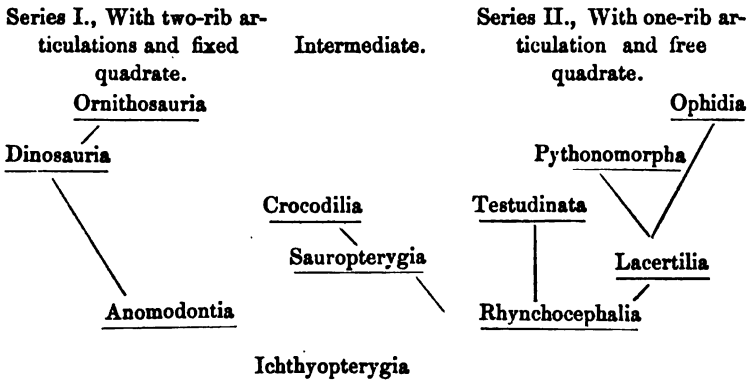 Series I., With two-rib ar-
ticulations and fixed
quadrate.
Intermediate.
Series II., With one-rib ar-
ticulation and free
quadrate.
Ornithosauria
Ophidia
Dinosauria
Pythonomorpha
Crocodilia
Testudinata
Sauropterygia
Lacertilia
Anomodontia
Rhynchocephalia
Ichthyopterygia